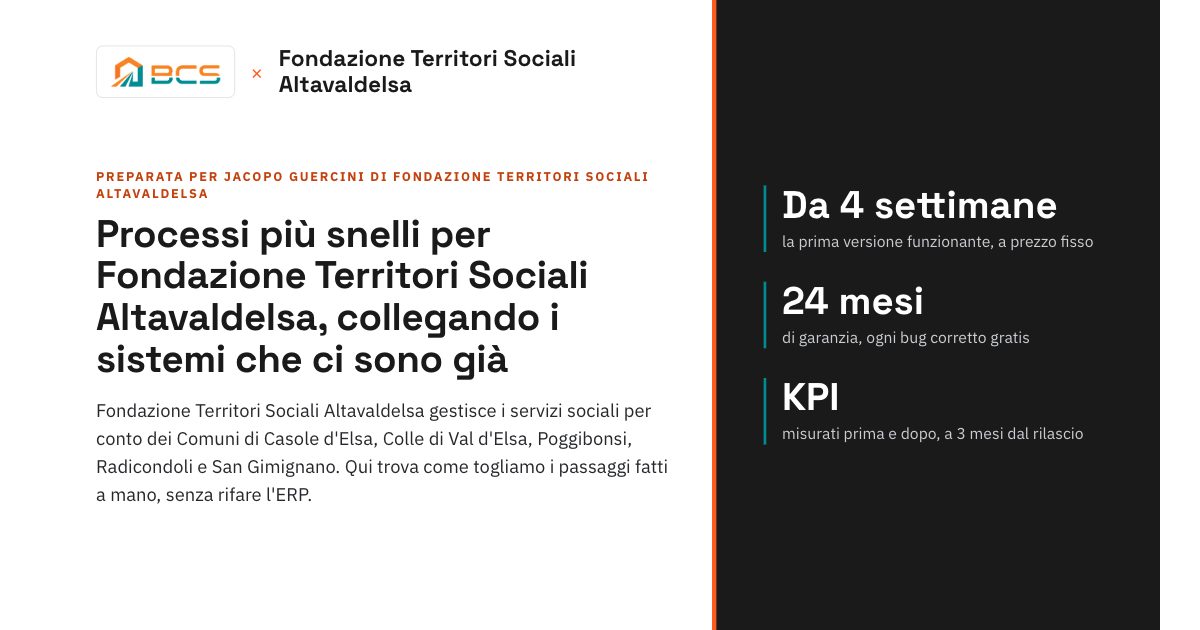 BCS
×
Fondazione Territori Sociali
Altavaldelsa
PREPARATA PER JACOPO GUERCINI DI FONDAZIONE TERRITORI SOCIALI
ALTAVALDELSA
Processi più snelli per
Fondazione Territori Sociali
Altavaldelsa, collegando i
sistemi che ci sono già
Fondazione Territori Sociali Altavaldelsa gestisce i servizi sociali per
conto dei Comuni di Casole d'Elsa, Colle di Val d'Elsa, Poggibonsi,
Radicondoli e San Gimignano. Qui trova come togliamo i passaggi fatti
a mano, senza rifare l'ERP.
Da 4 settimane
la prima versione funzionante, a prezzo fisso
24 mesi
di garanzia, ogni bug corretto gratis
KPI
misurati prima e dopo, a 3 mesi dal rilascio